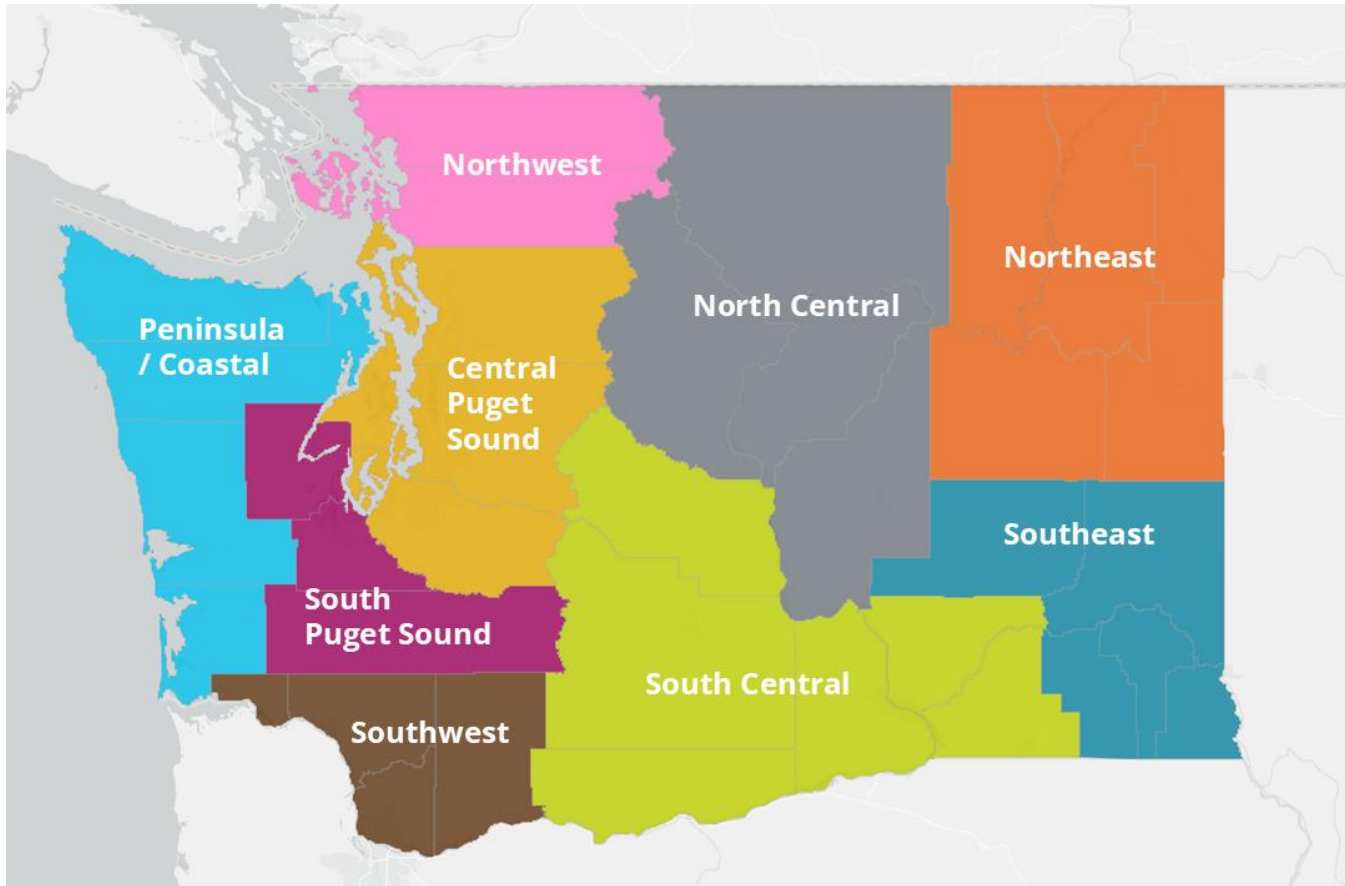 Northwest
Northeast
North Central
Peninsula
/ Coastal
Central
Puget
Sound
Southeast
South
Puget Sound
South Central
Southwest